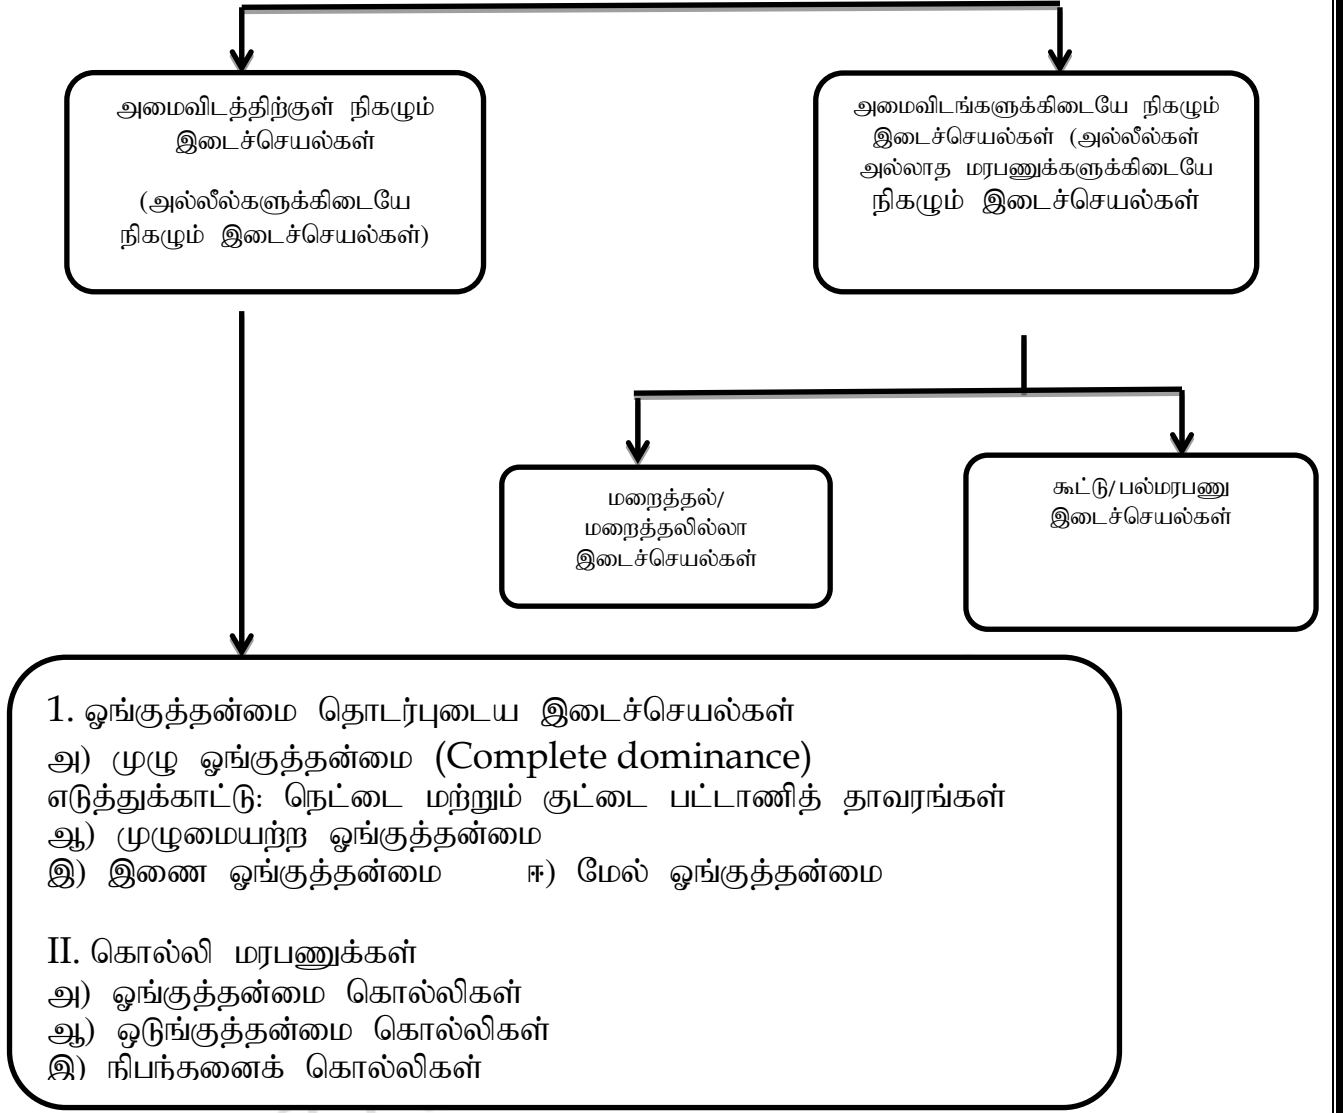 அமைவிடத்திற்குள் நிகழும்
இடைச்செயல்கள்
(அல்லீல்களுக்கிடையே
நிகழும் இடைச்செயல்கள்)
அமைவிடங்களுக்கிடையே நிகழும்
இடைச்செயல்கள் (அல்லீல்கள்
அல்லாத மரபணுக்களுக்கிடையே
நிகழும் இடைச்செயல்கள்
மறைத்தல்/
மறைத்தலில்லா
இடைச்செயல்கள்
கூட்டு/பல்மரபணு
இடைச்செயல்கள்
1. ஓங்குத்தன்மை தொடர்புடைய இடைச்செயல்கள்
அ) முழு ஓங்குத்தன்மை (Complete dominance)
எடுத்துக்காட்டு: நெட்டை மற்றும் குட்டை பட்டாணித் தாவரங்கள்
ஆ) முழுமையற்ற ஓங்குத்தன்மை
இ) இணை ஓங்குத்தன்மை ஈ) மேல் ஓங்குத்தன்மை
II. கொல்லி மரபணுக்கள்
அ) ஓங்குத்தன்மை கொல்லிகள்
ஆ) ஒடுங்குத்தன்மை கொல்லிகள்
இ) நிபந்தனைக் கொல்லிகள்